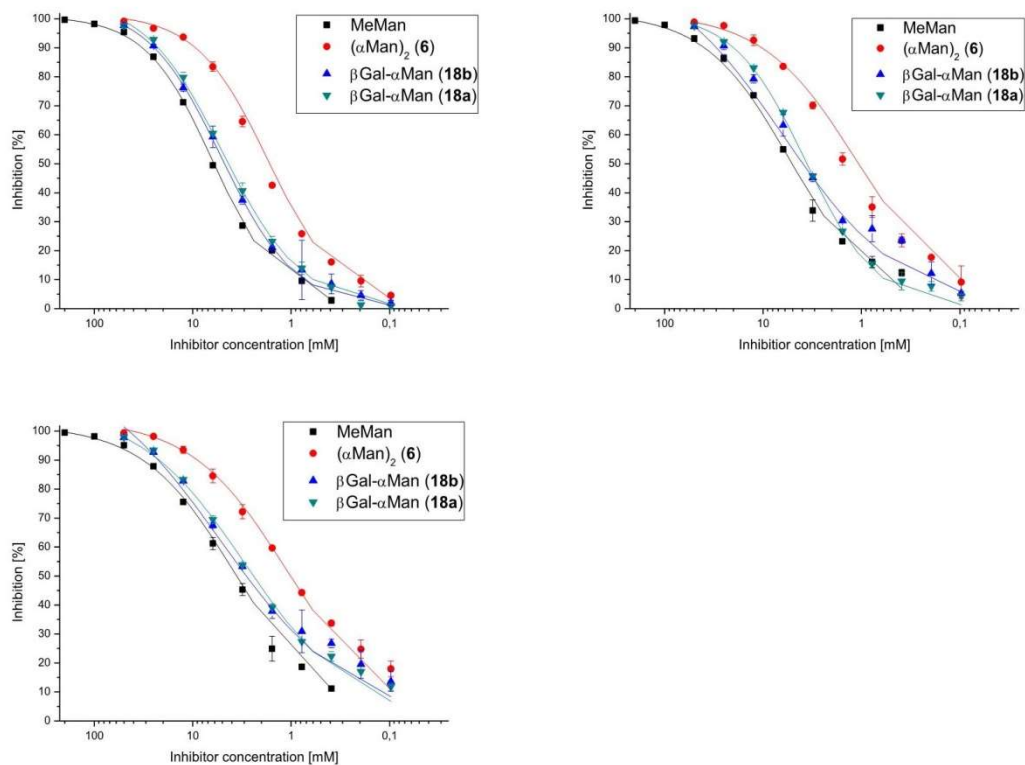 100
90
80
70
60
50
40
30
20
10
0
Inhibition [%]
100
10
1
0,1
Inhibitor concentration [mM]
MeMan
(αMan)₂ (6)
βGal-αMan (18b)
βGal-αMan (18a)
100
90
80
70
60
50
40
30
20
10
0
Inhibition [%]
100
10
1
0,1
Inhibitior concentration [mM]
MeMan
(αMan)₂ (6)
βGal-αMan (18b)
βGal-αMan (18a)
100
90
80
70
60
50
40
30
20
10
0
Inhibition [%]
100
10
1
0,1
Inhibitor concentration [mM]
MeMan
(αMan)₂ (6)
βGal-αMan (18b)
βGal-αMan (18a)